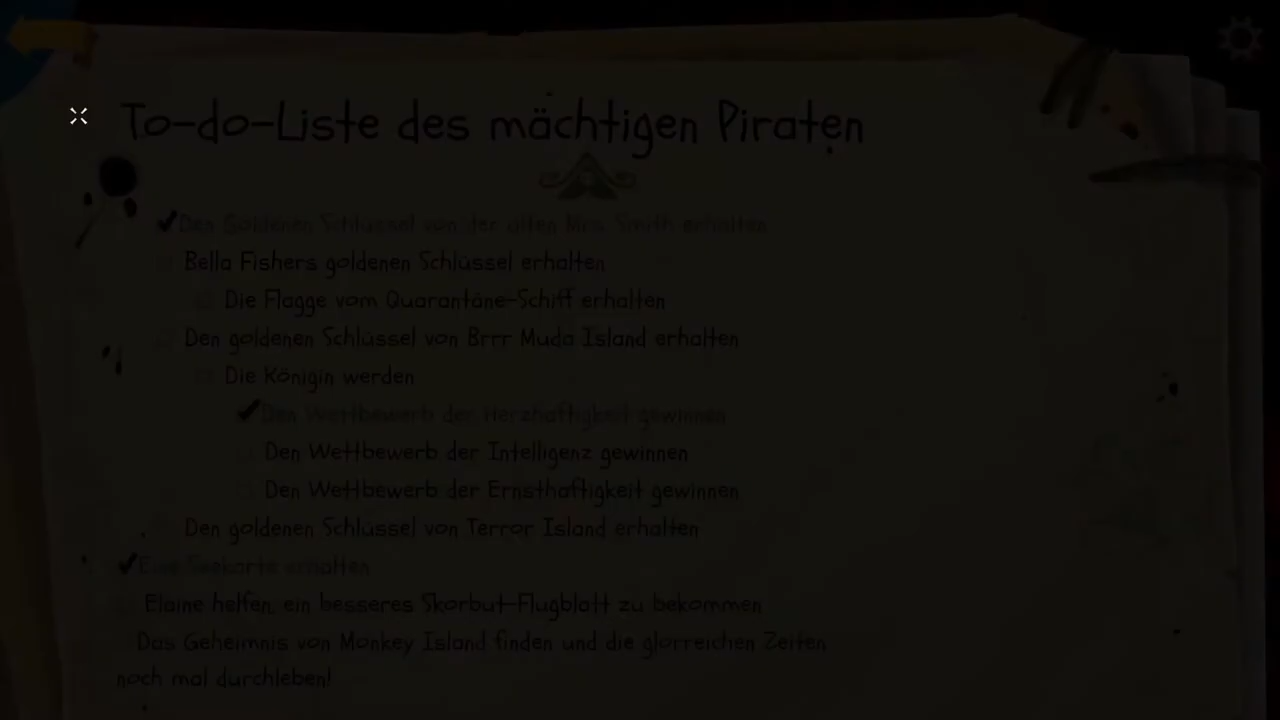 To-do-Liste des mächtigen Piraten
Den Goldenen Schlüssel von der alten Mrs. Smith erhalten
Bella Fishers goldenen Schlüssel erhalten
Die Flagge vom Quarantäne-Schiff erhalten
Den goldenen Schlüssel von Brrr Muda Island erhalten
Die Königin werden
Den Wettbewerb der Herzhaftigkeit gewinnen
Den Wettbewerb der Intelligenz gewinnen
Den Wettbewerb der Ernsthaftigkeit gewinnen
Den goldenen Schlüssel von Terror Island erhalten
Eine Seekarte erhalten
Elaine helfen, ein besseres Skorbut-Flugblatt zu bekommen
Das Geheimnis von Monkey Island finden und die glorreichen Zeiten
noch mal durchleben!